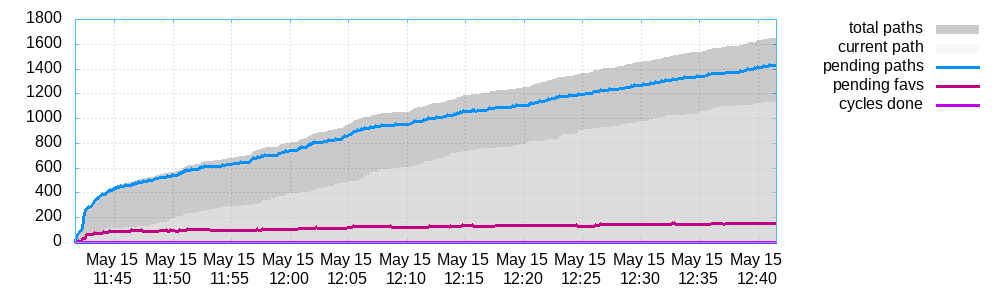 1800
1600
1400
1200
1000
800
600
400
200
0
May 15 May 15 May 15 May 15 May 15 May 15 May 15 May 15 May 15 May 15 May 15 May 15
11:45 11:50 11:55 12:00 12:05 12:10 12:15 12:20 12:25 12:30 12:35 12:40
total paths
current path
pending paths
pending favs
cycles done